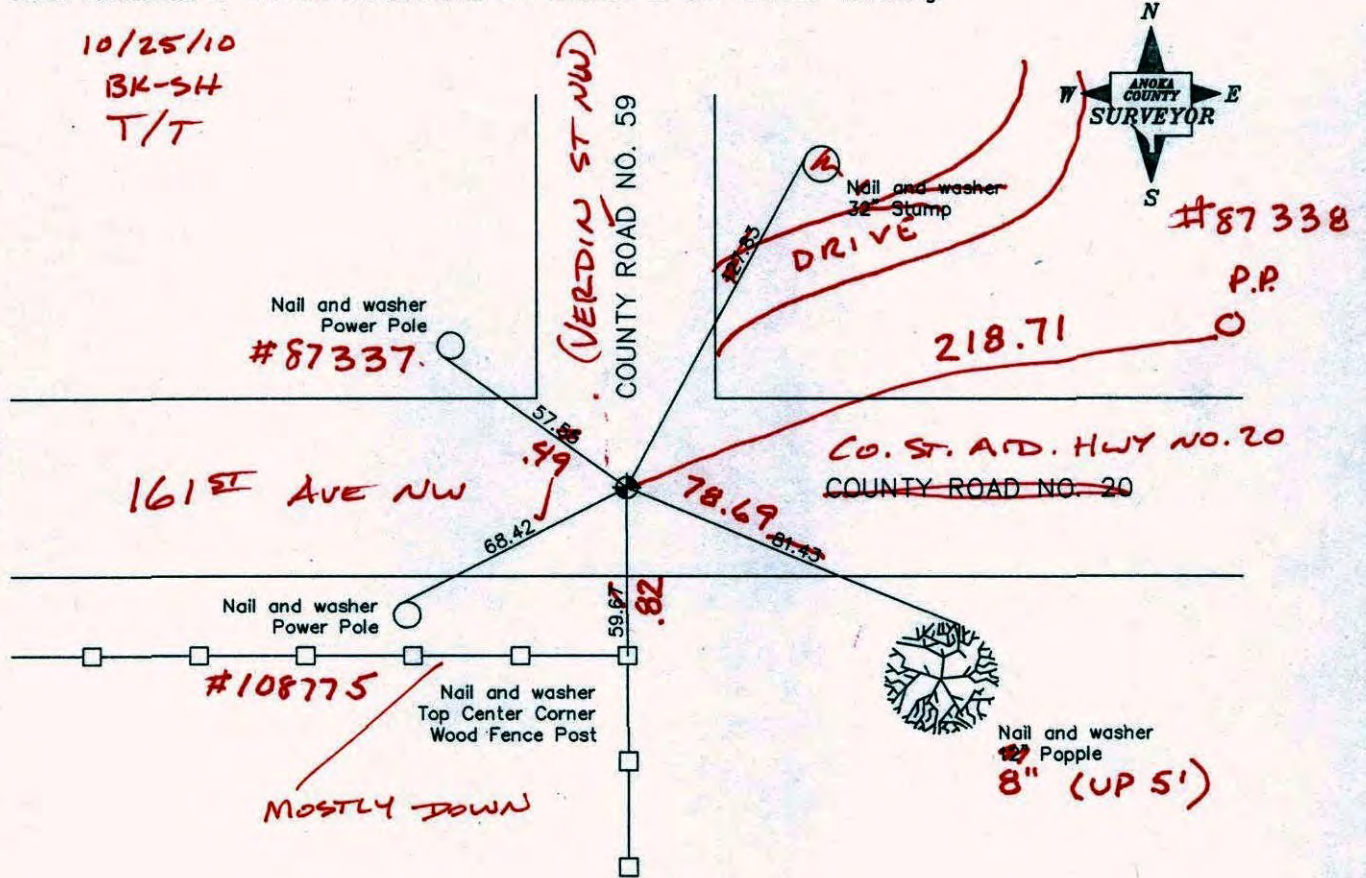 10/25/10
BK-SH
T/T
(VERDIN ST NW)
COUNTY ROAD NO. 59
N
W
E
S
ANOKA
COUNTY
SURVEYOR
Nail and washer
32" Stump
DRIVE
#87338
P.P.
218.71
Nail and washer
Power Pole
#87337
57.
.49
161 ST AVE NW
CO. ST. AID. HWY NO. 20
COUNTY ROAD NO. 20
78.69
81.43
68.42
59.67
.82
Nail and washer
Power Pole
#108775
Nail and washer
Top Center Corner
Wood Fence Post
MOSTLY DOWN
Nail and washer
12" Popple
8" (UP 5')